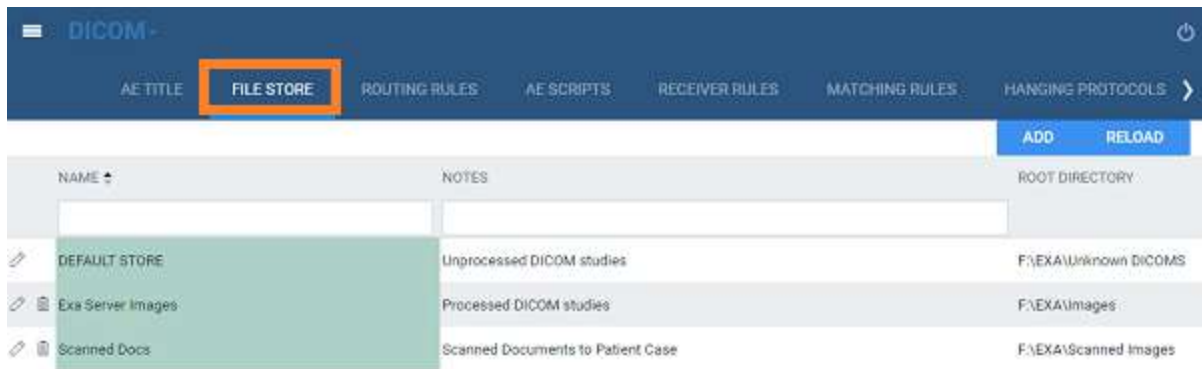 DICOM
AE TITLE FILE STORE ROUTING RULES AE SCRIPTS RECEIVER RULES MATCHING RULES HANGING PROTOCOLS
ADD RELOAD
NAME NOTES ROOT DIRECTORY
DEFAULT STORE Unprocessed DICOM studies F:\EXA\Unknown DICOMS
Exa Server Images Processed DICOM studies F:\EXA\Images
Scanned Docs Scanned Documents to Patient Case F:\EXA\Scanned Images